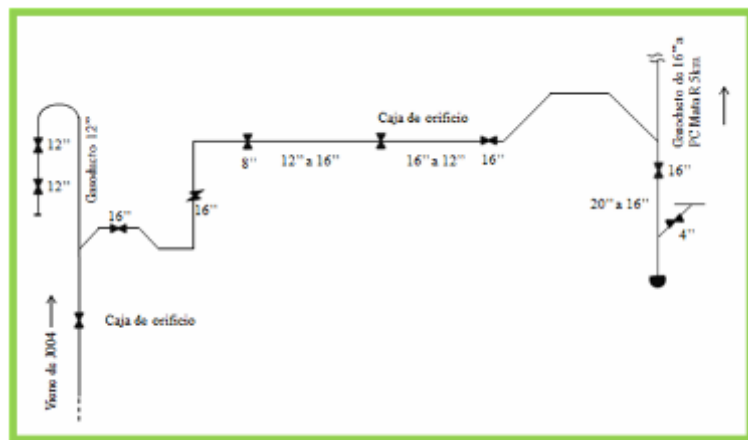 12"
12"
Gasoducto 12"
16"
Viene de J004
Caja de orificio
16"
8"
12" a 16"
Caja de orificio
16" a 12"
16"
Gasoducto de 16" a
PC Mata R 5km
16"
20" a 16"
4"